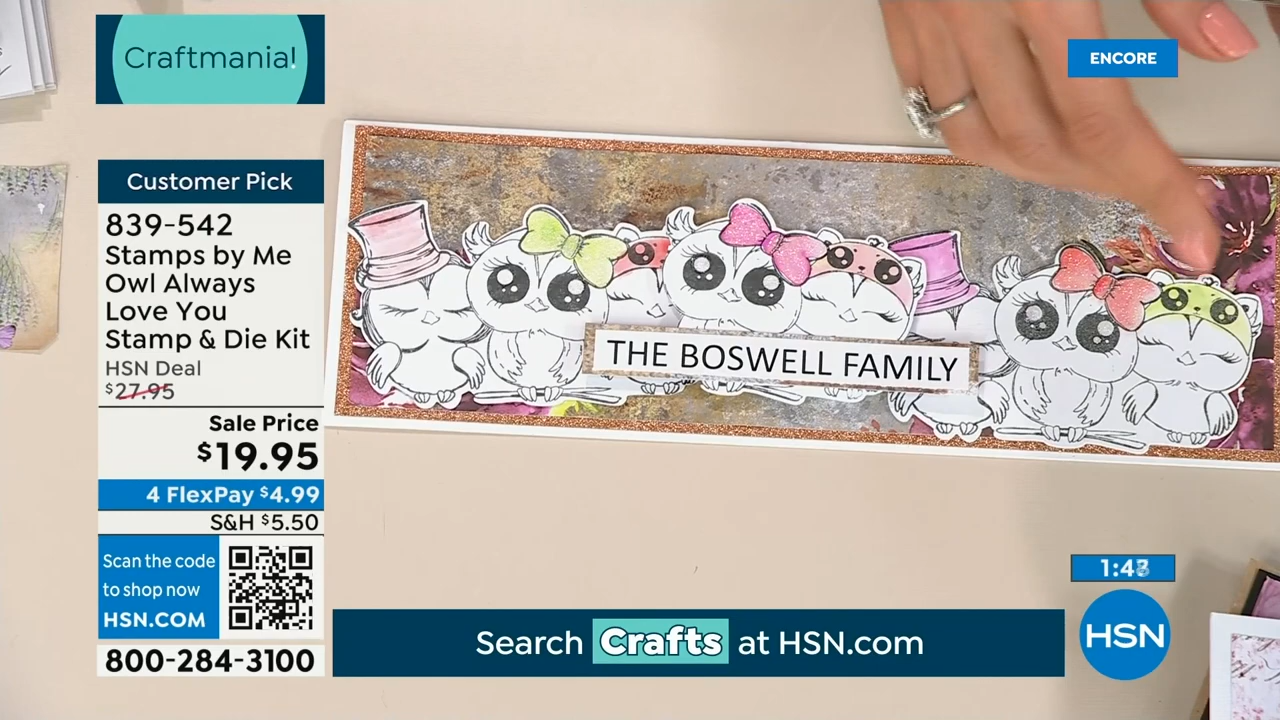 Craftmania!
ENCORE
Customer Pick
839-542
Stamps by Me
Owl Always
Love You
Stamp & Die Kit
HSN Deal
$27.95
Sale Price
$19.95
4 FlexPay $4.99
S&H $5.50
Scan the code
to shop now
HSN.COM
800-284-3100
THE BOSWELL FAMILY
Search Crafts at HSN.com
HSN